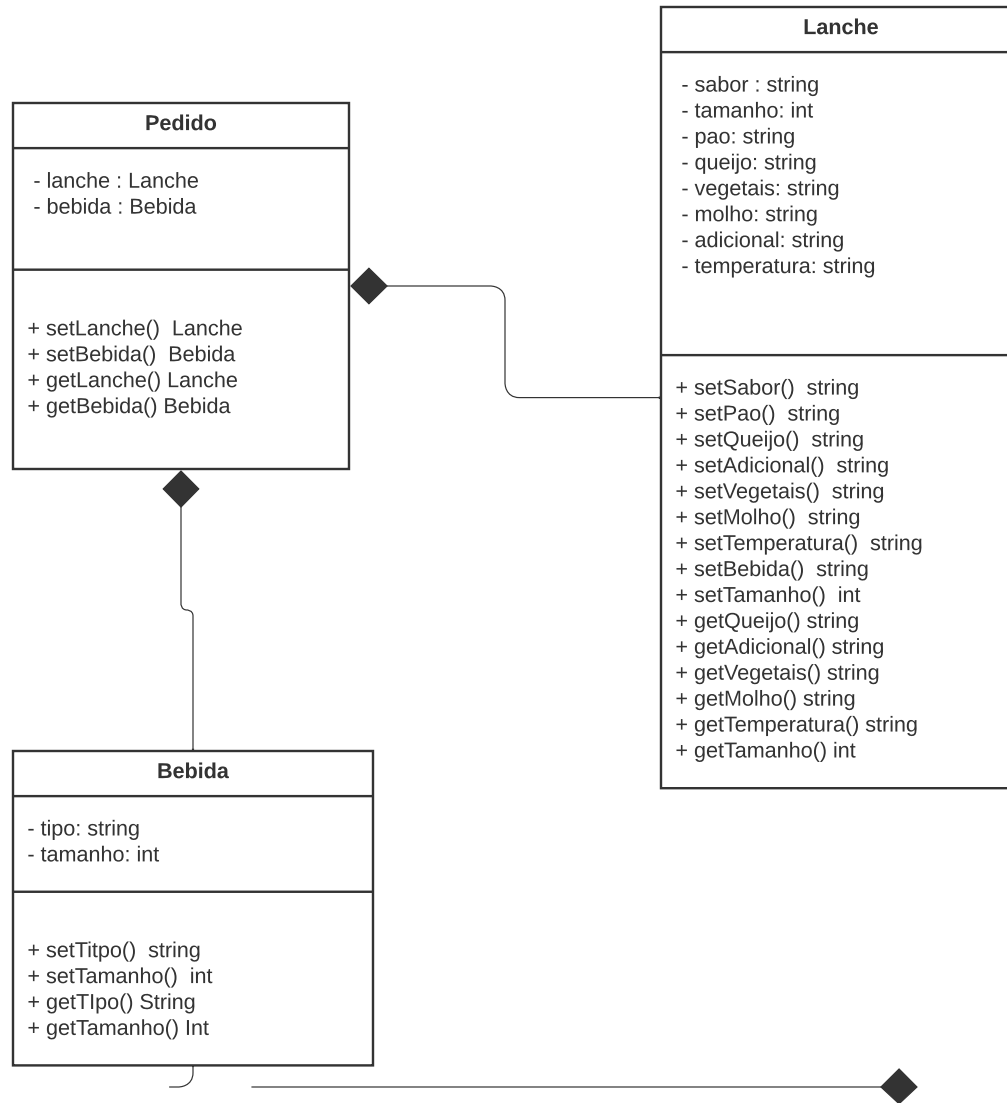 Pedido
- lanche : Lanche
- bebida : Bebida
+ setLanche()  Lanche
+ setBebida()  Bebida
+ getLanche() Lanche
+ getBebida() Bebida
Lanche
- sabor : string
- tamanho: int
- pao: string
- queijo: string
- vegetais: string
- molho: string
- adicional: string
- temperatura: string
+ setSabor()  string
+ setPao()  string
+ setQueijo()  string
+ setAdicional()  string
+ setVegetais()  string
+ setMolho()  string
+ setTemperatura()  string
+ setBebida()  string
+ setTamanho()  int
+ getQueijo() string
+ getAdicional() string
+ getVegetais() string
+ getMolho() string
+ getTemperatura() string
+ getTamanho() int
Bebida
- tipo: string
- tamanho: int
+ setTitpo()  string
+ setTamanho()  int
+ getTIpo() String
+ getTamanho() Int